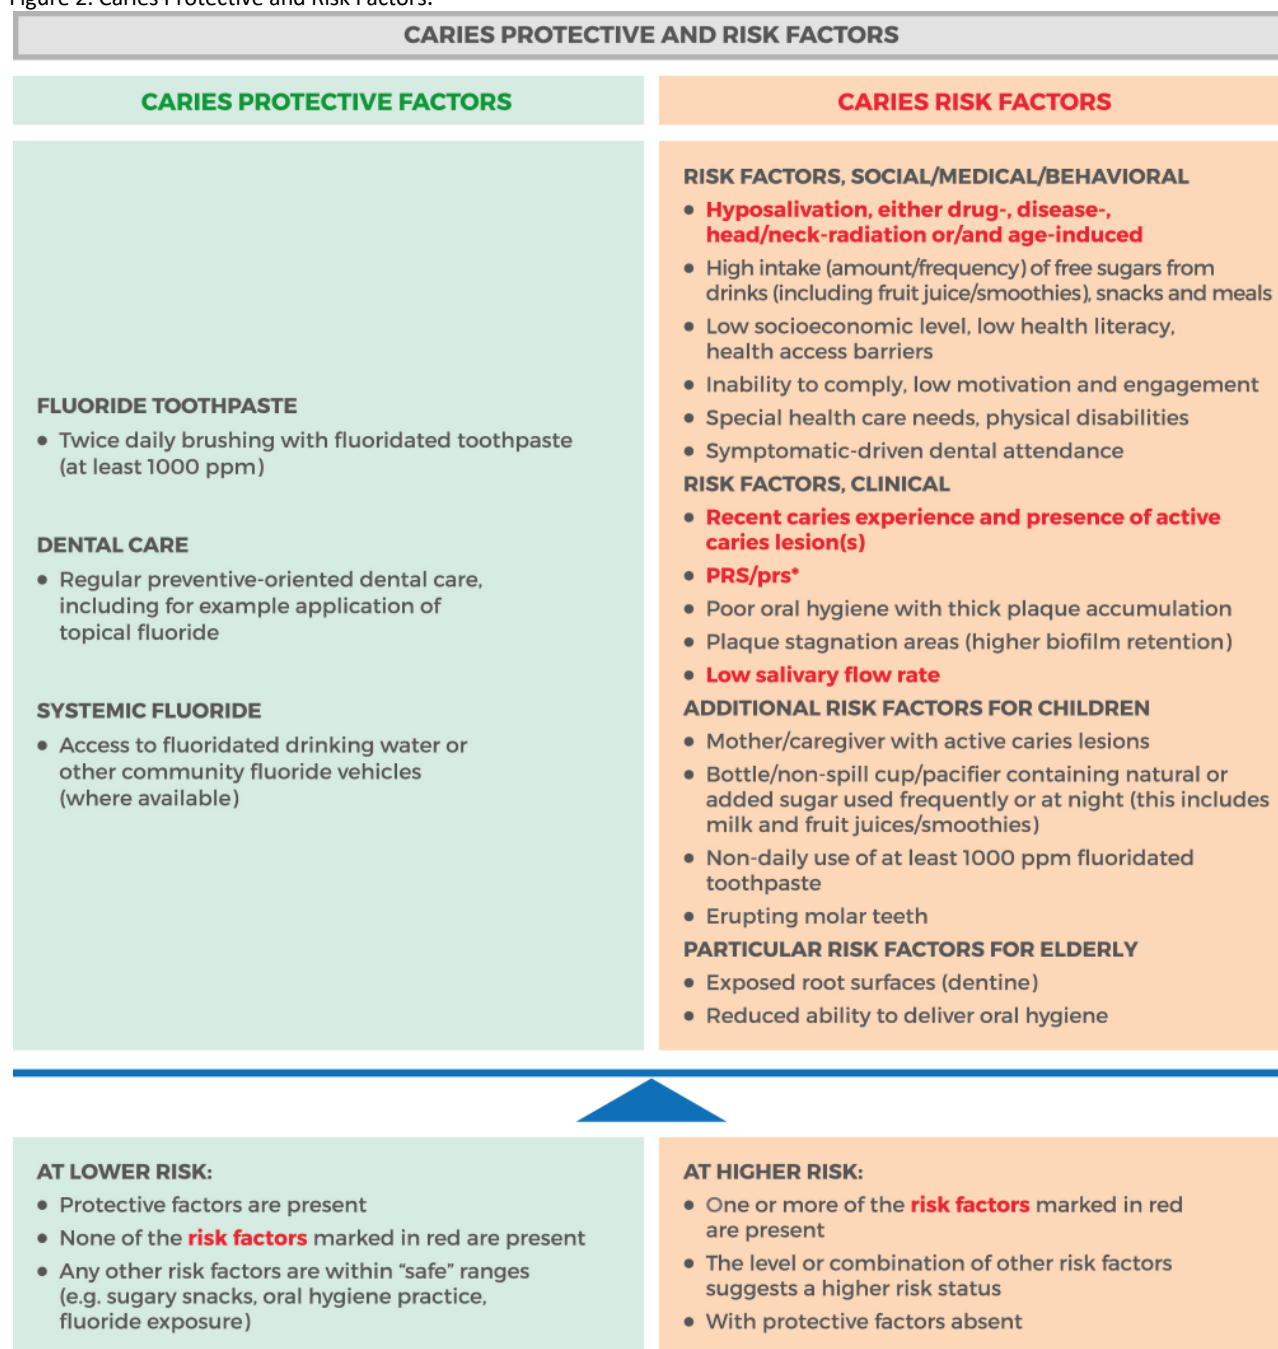 Figure 2. Caries Protective and Risk Factors.
CARIES PROTECTIVE AND RISK FACTORS
CARIES PROTECTIVE FACTORS
FLUORIDE TOOTHPASTE
• Twice daily brushing with fluoridated toothpaste
(at least 1000 ppm)
DENTAL CARE
• Regular preventive-oriented dental care,
including for example application of
topical fluoride
SYSTEMIC FLUORIDE
• Access to fluoridated drinking water or
other community fluoride vehicles
(where available)
CARIES RISK FACTORS
RISK FACTORS, SOCIAL/MEDICAL/BEHAVIORAL
• Hyposalivation, either drug-, disease-,
head/neck-radiation or/and age-induced
• High intake (amount/frequency) of free sugars from
drinks (including fruit juice/smoothies), snacks and meals
• Low socioeconomic level, low health literacy,
health access barriers
• Inability to comply, low motivation and engagement
• Special health care needs, physical disabilities
• Symptomatic-driven dental attendance
RISK FACTORS, CLINICAL
• Recent caries experience and presence of active
caries lesion(s)
• PRS/prs*
• Poor oral hygiene with thick plaque accumulation
• Plaque stagnation areas (higher biofilm retention)
• Low salivary flow rate
ADDITIONAL RISK FACTORS FOR CHILDREN
• Mother/caregiver with active caries lesions
• Bottle/non-spill cup/pacifier containing natural or
added sugar used frequently or at night (this includes
milk and fruit juices/smoothies)
• Non-daily use of at least 1000 ppm fluoridated
toothpaste
• Erupting molar teeth
PARTICULAR RISK FACTORS FOR ELDERLY
• Exposed root surfaces (dentine)
• Reduced ability to deliver oral hygiene
AT LOWER RISK:
• Protective factors are present
• None of the risk factors marked in red are present
• Any other risk factors are within “safe” ranges
(e.g. sugary snacks, oral hygiene practice,
fluoride exposure)
AT HIGHER RISK:
• One or more of the risk factors marked in red
are present
• The level or combination of other risk factors
suggests a higher risk status
• With protective factors absent